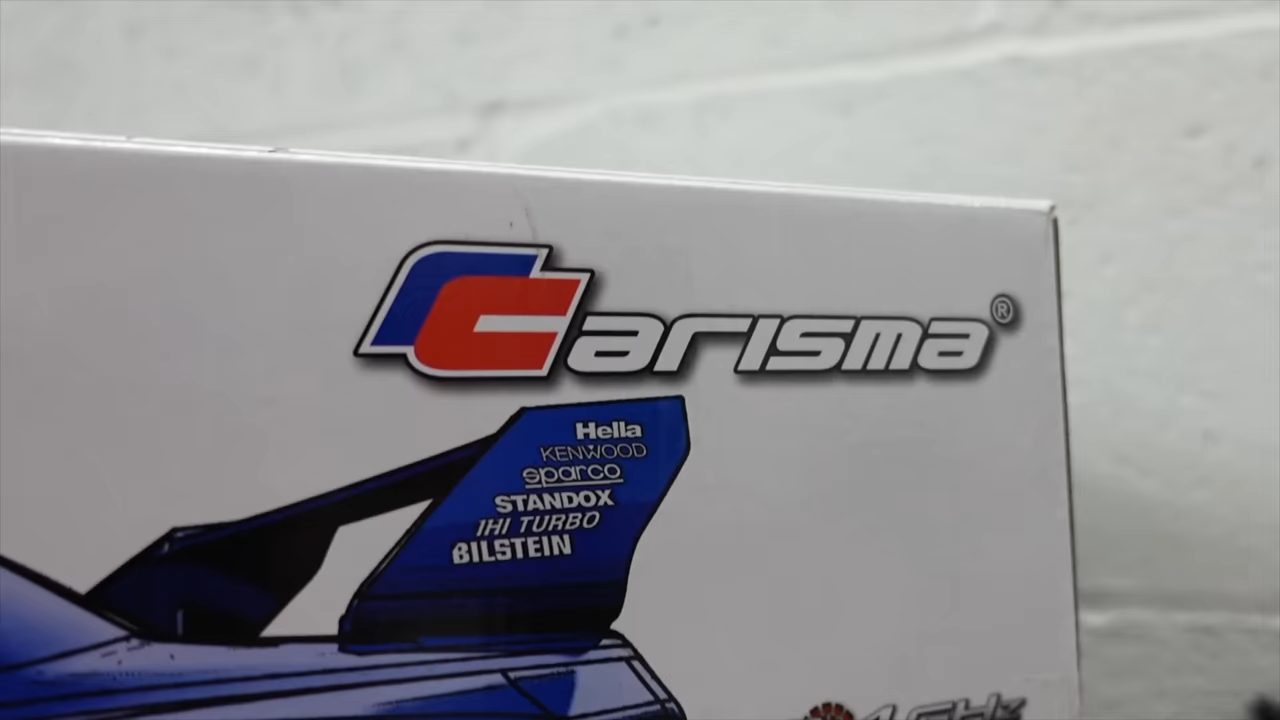 Carisma®
Hella
KENWOOD
sparco
STANDOX
IHI TURBO
BILSTEIN